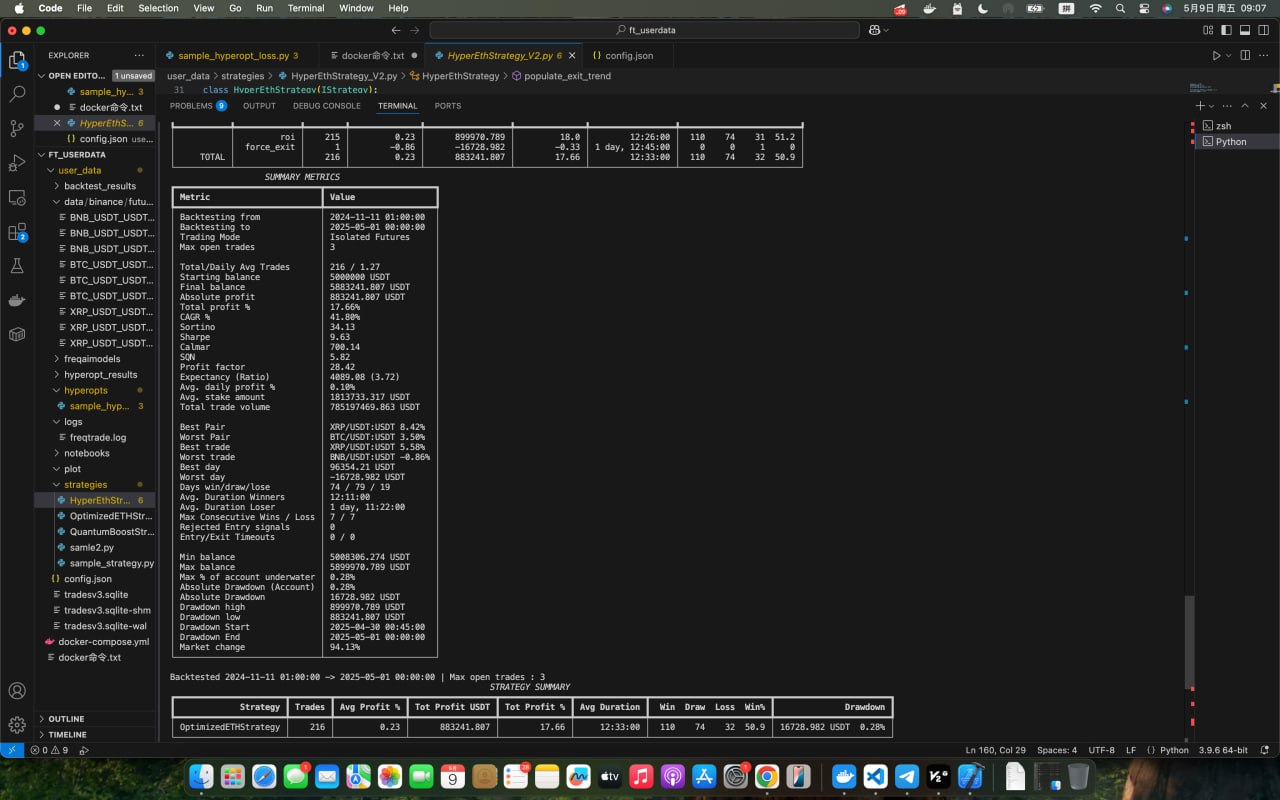 Code File Edit Selection View Go Run Terminal Window Help 拼 5月9日 周五 09:07
ft_userdata
EXPLORER
sample_hyperopt_loss.py 3 docker命令.txt HyperEthStrategy_V2.py 6 config.json
OPEN EDITO... 1 unsaved
sample_hy... 3
docker命令.txt
HyperEthS... 6
config.json use...
FT_USERDATA
user_data
backtest_results
data/binance/futu...
BNB_USDT_USDT...
BNB_USDT_USDT...
BNB_USDT_USDT...
BTC_USDT_USDT...
BTC_USDT_USDT...
BTC_USDT_USDT...
XRP_USDT_USDT...
XRP_USDT_USDT...
XRP_USDT_USDT...
freqaimodels
hyperopt_results
hyperopts
sample_hyp... 3
logs
freqtrade.log
notebooks
plot
strategies
HyperEthStr... 6
OptimizedETHStr...
QuantumBoostStr...
samle2.py
sample_strategy.py
config.json
tradesv3.sqlite
tradesv3.sqlite-shm
tradesv3.sqlite-wal
docker-compose.yml
docker命令.txt
OUTLINE
TIMELINE
user_data > strategies > HyperEthStrategy_V2.py > HyperEthStrategy > populate_exit_trend
31 class HyperEthStrategy(IStrategy):
PROBLEMS 9 OUTPUT DEBUG CONSOLE TERMINAL PORTS
zsh
Python
roi 215 0.23 899970.789 18.0 12:26:00 110 74 31 51.2
force_exit 1 -0.86 -16728.982 -0.33 1 day, 12:45:00 0 0 1 0
TOTAL 216 0.23 883241.807 17.66 12:33:00 110 74 32 50.9
SUMMARY METRICS
Metric Value
Backtesting from 2024-11-11 01:00:00
Backtesting to 2025-05-01 00:00:00
Trading Mode Isolated Futures
Max open trades 3
Total/Daily Avg Trades 216 / 1.27
Starting balance 5000000 USDT
Final balance 5883241.807 USDT
Absolute profit 883241.807 USDT
Total profit % 17.66%
CAGR % 41.80%
Sortino 34.13
Sharpe 9.63
Calmar 700.14
SQN 5.82
Profit factor 28.42
Expectancy (Ratio) 4089.08 (3.72)
Avg. daily profit % 0.10%
Avg. stake amount 1813733.317 USDT
Total trade volume 785197469.863 USDT
Best Pair XRP/USDT:USDT 8.42%
Worst Pair BTC/USDT:USDT 3.50%
Best trade XRP/USDT:USDT 5.58%
Worst trade BNB/USDT:USDT -0.86%
Best day 96354.21 USDT
Worst day -16728.982 USDT
Days win/draw/lose 74 / 79 / 19
Avg. Duration Winners 12:11:00
Avg. Duration Loser 1 day, 11:22:00
Max Consecutive Wins / Loss 7 / 7
Rejected Entry signals 0
Entry/Exit Timeouts 0 / 0
Min balance 5008306.274 USDT
Max balance 5899970.789 USDT
Max % of account underwater 0.28%
Absolute Drawdown (Account) 0.28%
Absolute Drawdown 16728.982 USDT
Drawdown high 899970.789 USDT
Drawdown low 883241.807 USDT
Drawdown Start 2025-04-30 00:45:00
Drawdown End 2025-05-01 00:00:00
Market change 94.13%
Backtested 2024-11-11 01:00:00 -> 2025-05-01 00:00:00 | Max open trades : 3
STRATEGY SUMMARY
Strategy Trades Avg Profit % Tot Profit USDT Tot Profit % Avg Duration Win Draw Loss Win% Drawdown
OptimizedETHStrategy 216 0.23 883241.807 17.66 12:33:00 110 74 32 50.9 16728.982 USDT 0.28%
0 9 Ln 160, Col 29 Spaces: 4 UTF-8 LF Python 3.9.6 64-bit